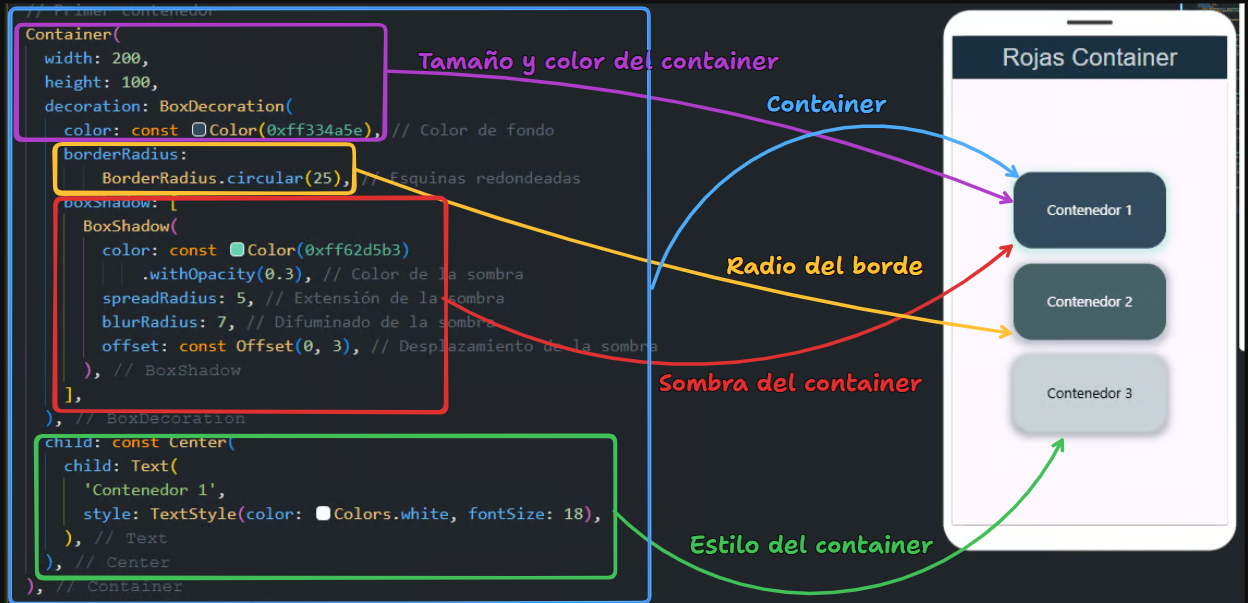 // Primer contenedor
Container(
width: 200,
height: 100,
decoration: BoxDecoration(
color: const Color(0xff334a5e), // Color de fondo
borderRadius:
BorderRadius.circular(25), // Esquinas redondeadas
boxShadow: [
BoxShadow(
color: const Color(0xff62d5b3)
.withOpacity(0.3), // Color de la sombra
spreadRadius: 5, // Extensión de la sombra
blurRadius: 7, // Difuminado de la sombra
offset: const Offset(0, 3), // Desplazamiento de la sombra
), // BoxShadow
],
), // BoxDecoration
child: const Center(
child: Text(
'Contenedor 1',
style: TextStyle(color: Colors.white, fontSize: 18),
), // Text
), // Center
), // Container
Tamaño y color del container
Container
Radio del borde
Sombra del container
Estilo del container
Rojas Container
Contenedor 1
Contenedor 2
Contenedor 3